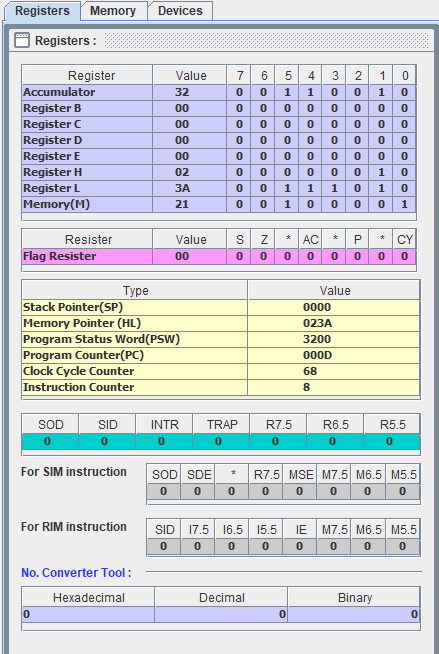 Registers Memory Devices
Registers :
Register Value 7 6 5 4 3 2 1 0
Accumulator 32 0 0 1 1 0 0 1 0
Register B 00 0 0 0 0 0 0 0 0
Register C 00 0 0 0 0 0 0 0 0
Register D 00 0 0 0 0 0 0 0 0
Register E 00 0 0 0 0 0 0 0 0
Register H 02 0 0 0 0 0 0 1 0
Register L 3A 0 0 1 1 1 0 1 0
Memory(M) 21 0 0 1 0 0 0 0 1
Resister Value S Z * AC * P * CY
Flag Resister 00 0 0 0 0 0 0 0 0
Type Value
Stack Pointer(SP) 0000
Memory Pointer (HL) 023A
Program Status Word(PSW) 3200
Program Counter(PC) 000D
Clock Cycle Counter 68
Instruction Counter 8
SOD SID INTR TRAP R7.5 R6.5 R5.5
0 0 0 0 0 0 0
For SIM instruction SOD SDE * R7.5 MSE M7.5 M6.5 M5.5
0 0 0 0 0 0 0 0
For RIM instruction SID I7.5 I6.5 I5.5 IE M7.5 M6.5 M5.5
0 0 0 0 0 0 0 0
No. Converter Tool :
Hexadecimal Decimal Binary
0 0 0